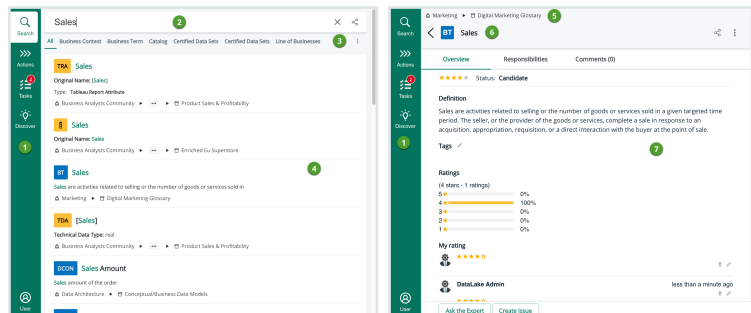 Search
Actions
2
Tasks
Discover
1
User
Sales
2
All Business Context Business Term Catalog Certified Data Sets Certified Data Sets Line of Businesses
3
TRA Sales
Original Name: [Sales]
Type: Tableau Report Attribute
Business Analysts Community ▸ ••• ▸ Product Sales & Profitability
Sales
Original Name: Sales
Business Analysts Community ▸ ••• ▸ Enriched Eu Superstore
BT Sales
4
Sales are activities related to selling or the number of goods or services sold in
Marketing ▸ Digital Marketing Glossary
TDA [Sales]
Technical Data Type: real
Business Analysts Community ▸ ••• ▸ Product Sales & Profitability
DCON Sales Amount
Sales amount of the order
Data Architecture ▸ Conceptual/Business Data Models
Search
Actions
2
Tasks
Discover
1
User
Marketing ▸ Digital Marketing Glossary
5
BT Sales
6
Overview Responsibilities Comments (0)
Status: Candidate
Definition
Sales are activities related to selling or the number of goods or services sold in a given targeted time
period. The seller, or the provider of the goods or services, complete a sale in response to an
acquisition, appropriation, requisition, or a direct interaction with the buyer at the point of sale.
Tags
7
Ratings
(4 stars - 1 ratings)
5 0%
4 100%
3 0%
2 0%
1 0%
My rating
DataLake Admin less than a minute ago
Ask the Expert Create Issue